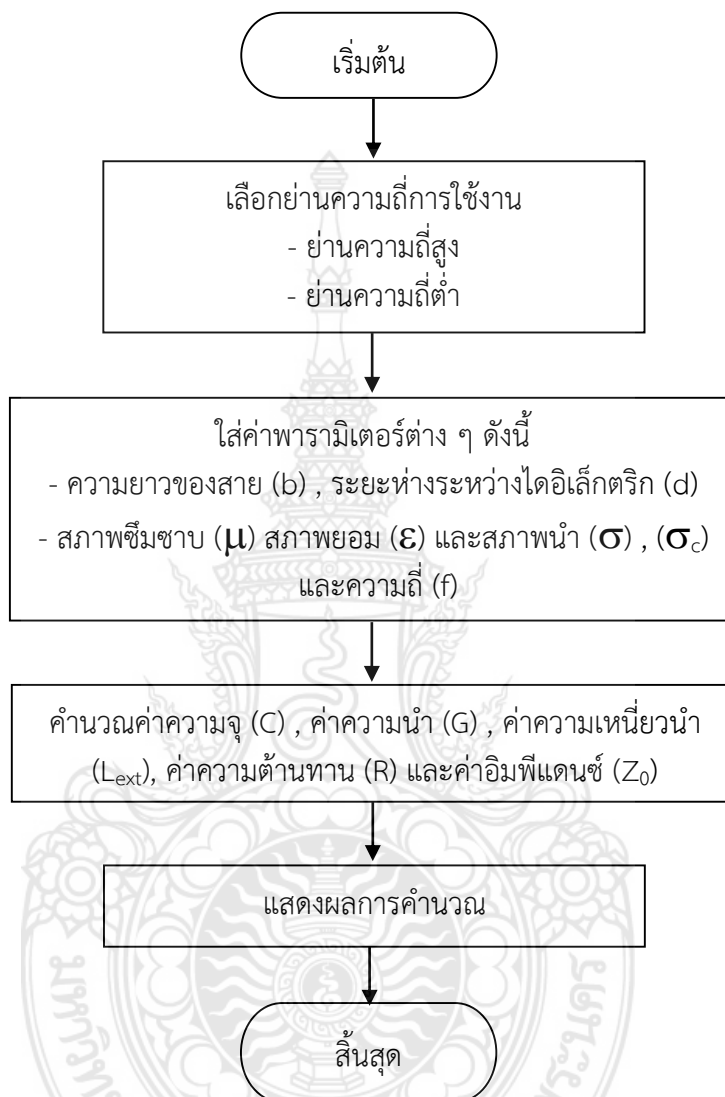 เริ่มต้น
เลือกย่านความถี่การใช้งาน
- ย่านความถี่สูง
- ย่านความถี่ต่ำ
ใส่ค่าพารามิเตอร์ต่าง ๆ ดังนี้
- ความยาวของสาย (b) , ระยะห่างระหว่างไดอิเล็กตริก (d)
- สภาพซึมซาบ (μ) สภาพยอม (ε) และสภาพนำ (σ) , (σc)
และความถี่ (f)
คำนวณค่าความจุ (C) , ค่าความนำ (G) , ค่าความเหนี่ยวนำ
(Lext), ค่าความต้านทาน (R) และค่าอิมพีแดนซ์ (Z0)
แสดงผลการคำนวณ
สิ้นสุด